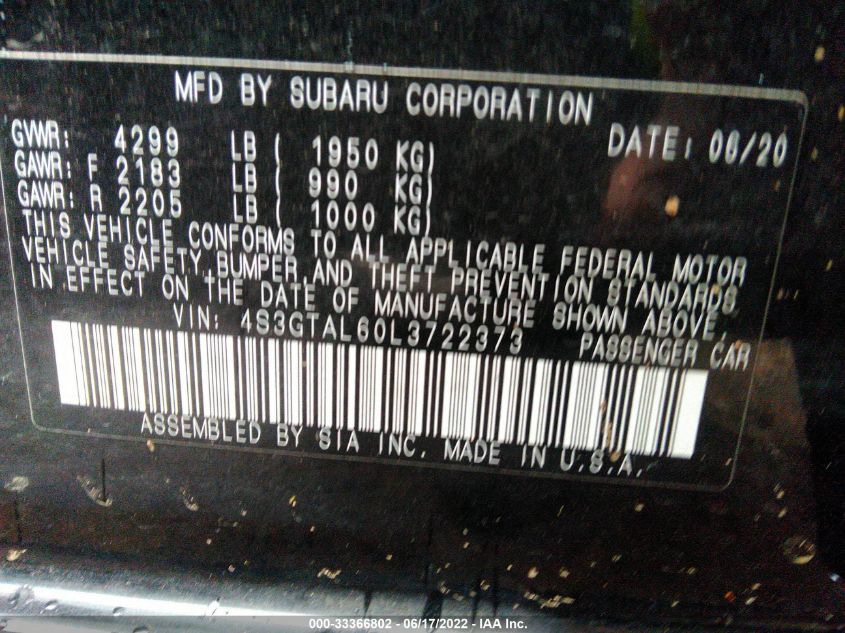 MFD BY SUBARU CORPORATION
DATE: 06/20
GVWR: 4299 LB ( 1950 KG)
GAWR: F 2183 LB ( 990 KG)
GAWR: R 2205 LB ( 1000 KG)
THIS VEHICLE CONFORMS TO ALL APPLICABLE FEDERAL MOTOR
VEHICLE SAFETY,BUMPER,AND THEFT PREVENTION STANDARDS
IN EFFECT ON THE DATE OF MANUFACTURE SHOWN ABOVE,
VIN: 4S3GTAL60L3722373 PASSENGER CAR
ASSEMBLED BY SIA INC. MADE IN U.S.A.
000-33366802 - 06/17/2022 - IAA Inc.